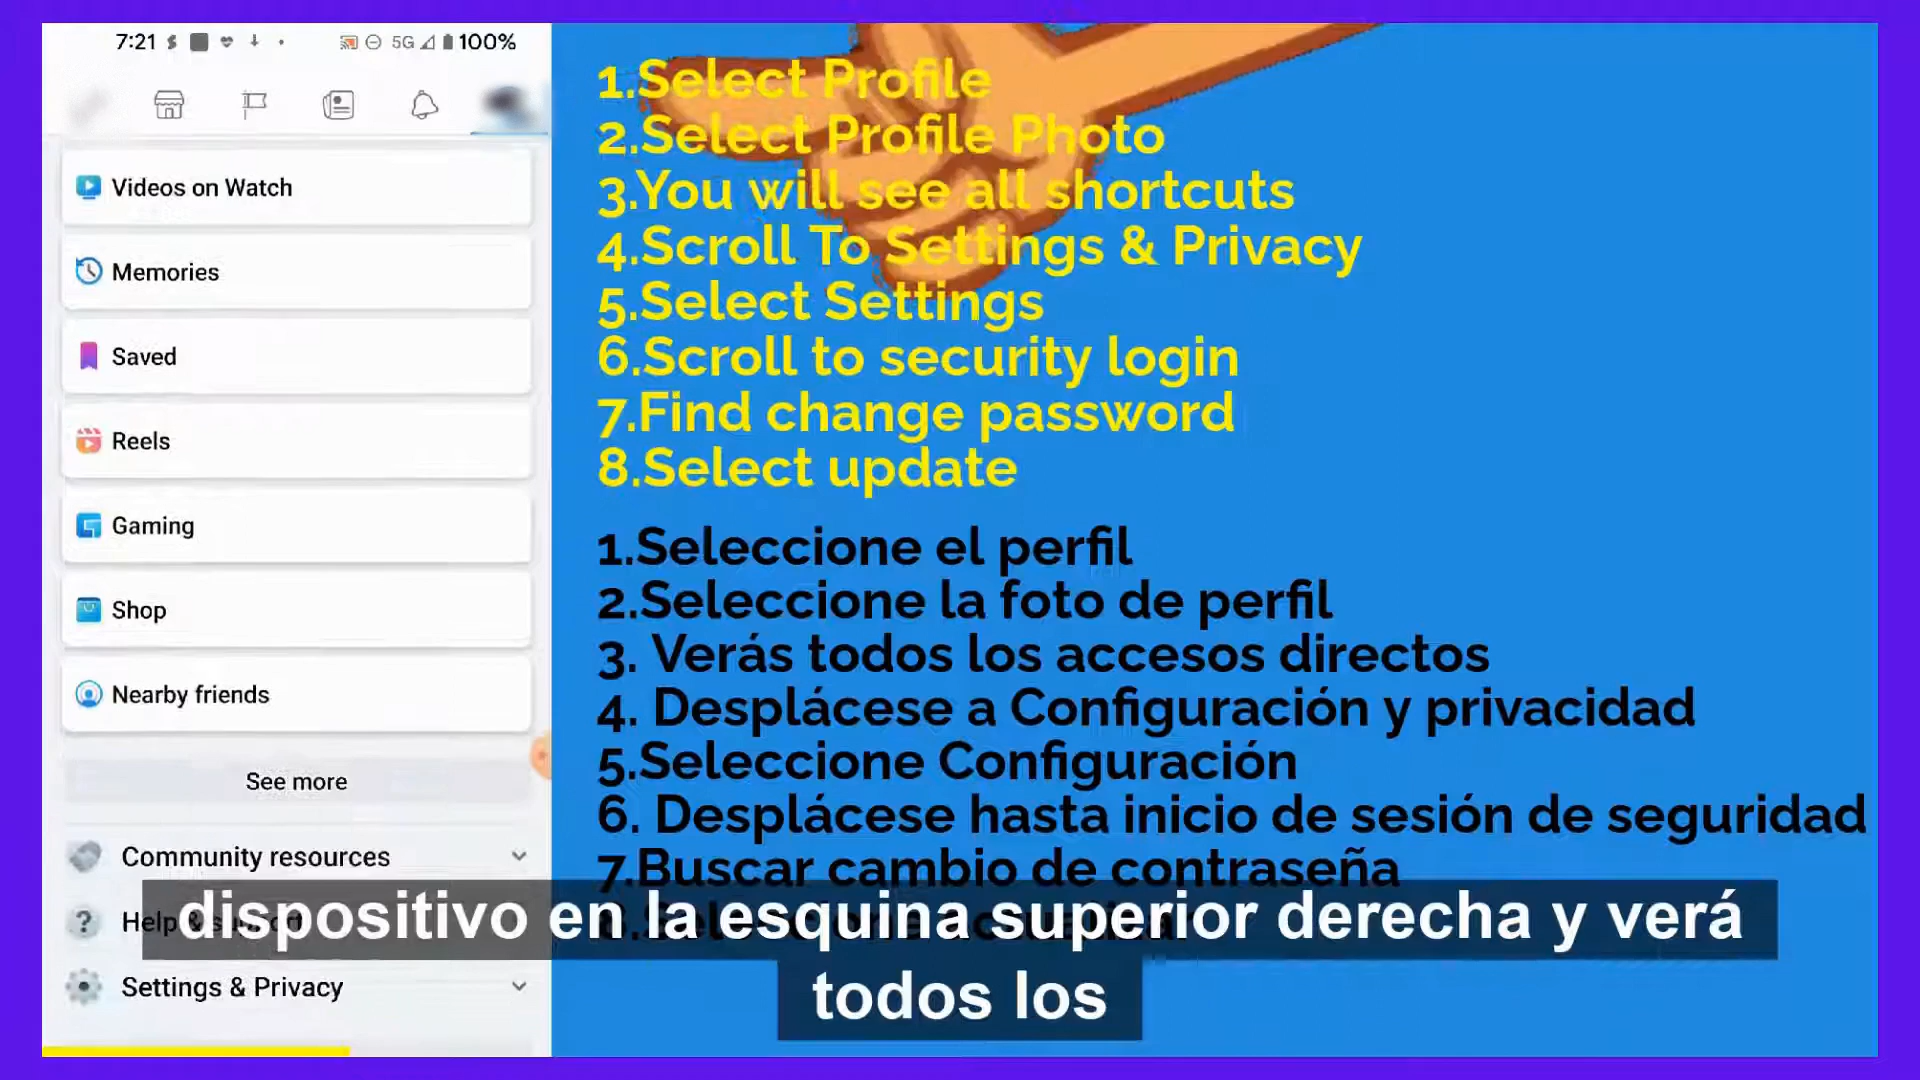 7:21
5G
100%
Videos on Watch
Memories
Saved
Reels
Gaming
Shop
Nearby friends
See more
Community resources
Help & support
Settings & Privacy
1.Select Profile
2.Select Profile Photo
3.You will see all shortcuts
4.Scroll To Settings & Privacy
5.Select Settings
6.Scroll to security login
7.Find change password
8.Select update
1.Seleccione el perfil
2.Seleccione la foto de perfil
3. Verás todos los accesos directos
4. Desplácese a Configuración y privacidad
5.Seleccione Configuración
6. Desplácese hasta inicio de sesión de seguridad
7.Buscar cambio de contraseña
dispositivo en la esquina superior derecha y verá
todos los